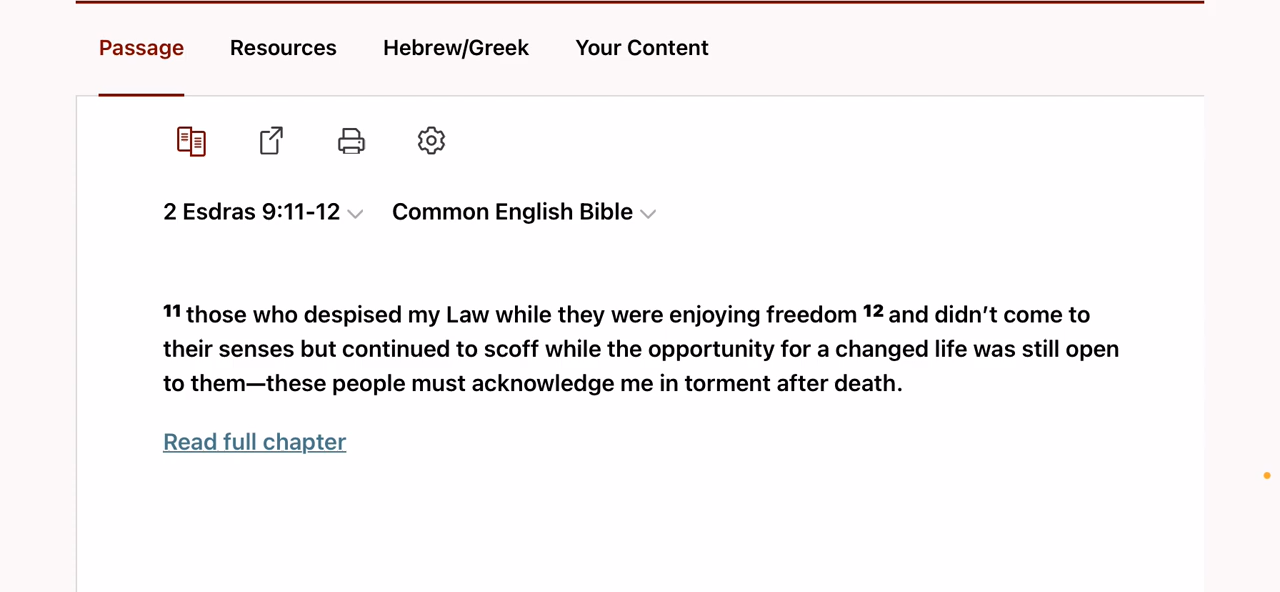 Passage Resources Hebrew/Greek Your Content
2 Esdras 9:11-12 Common English Bible
11 those who despised my Law while they were enjoying freedom 12 and didn’t come to
their senses but continued to scoff while the opportunity for a changed life was still open
to them—these people must acknowledge me in torment after death.
Read full chapter